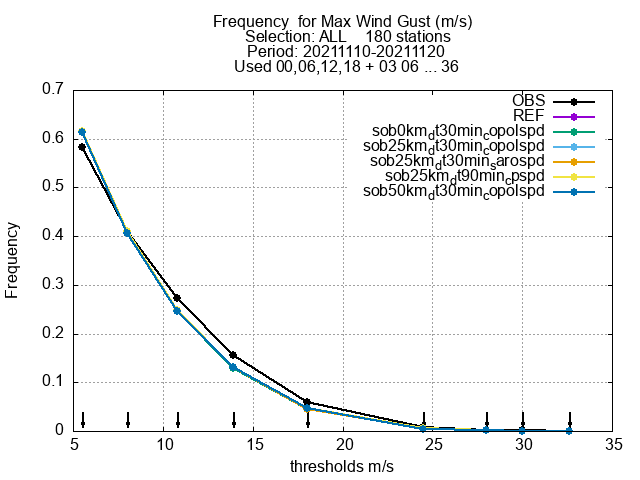 Frequency  for Max Wind Gust (m/s)
Selection: ALL    180 stations
Period: 20211110-20211120
Used 00,06,12,18 + 03 06 ... 36
OBS
REF
sob0km_dt30min_copolspd
sob25km_dt30min_copolspd
sob25km_dt30min_sarospd
sob25km_dt90min_cpspd
sob50km_dt30min_copolspd
0.7
0.6
0.5
0.4
0.3
0.2
0.1
0
Frequency
5 10 15 20 25 30 35
thresholds m/s